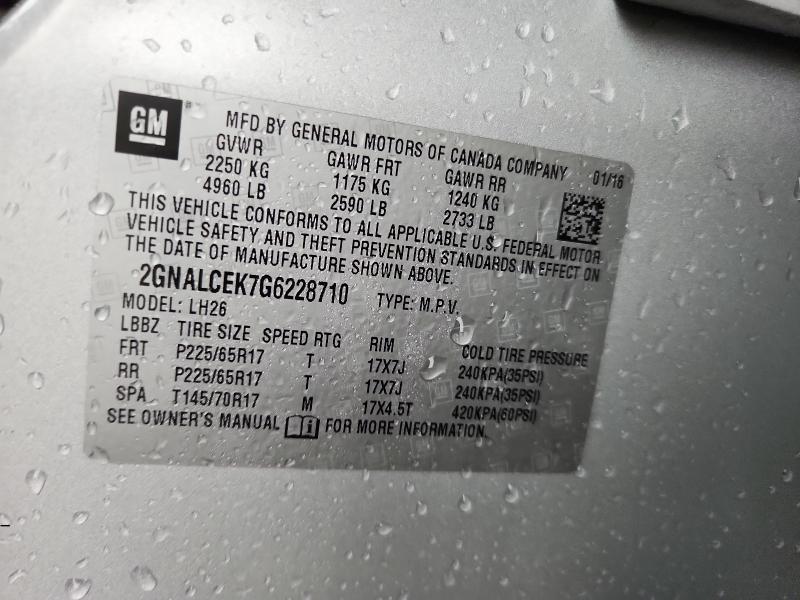 GM
MFD BY GENERAL MOTORS OF CANADA COMPANY 01/16
GVWR GAWR FRT GAWR RR
2250 KG 1175 KG 1240 KG
4960 LB 2590 LB 2733 LB
THIS VEHICLE CONFORMS TO ALL APPLICABLE U.S. FEDERAL MOTOR
VEHICLE SAFETY AND THEFT PREVENTION STANDARDS IN EFFECT ON
THE DATE OF MANUFACTURE SHOWN ABOVE.
2GNALCEK7G6228710 TYPE: M.P.V.
MODEL: LH26
LBBZ TIRE SIZE SPEED RTG RIM COLD TIRE PRESSURE
FRT P225/65R17 T 17X7J 240KPA(35PSI)
RR P225/65R17 T 17X7J 240KPA(35PSI)
SPA T145/70R17 M 17X4.5T 420KPA(60PSI)
SEE OWNER'S MANUAL i FOR MORE INFORMATION.